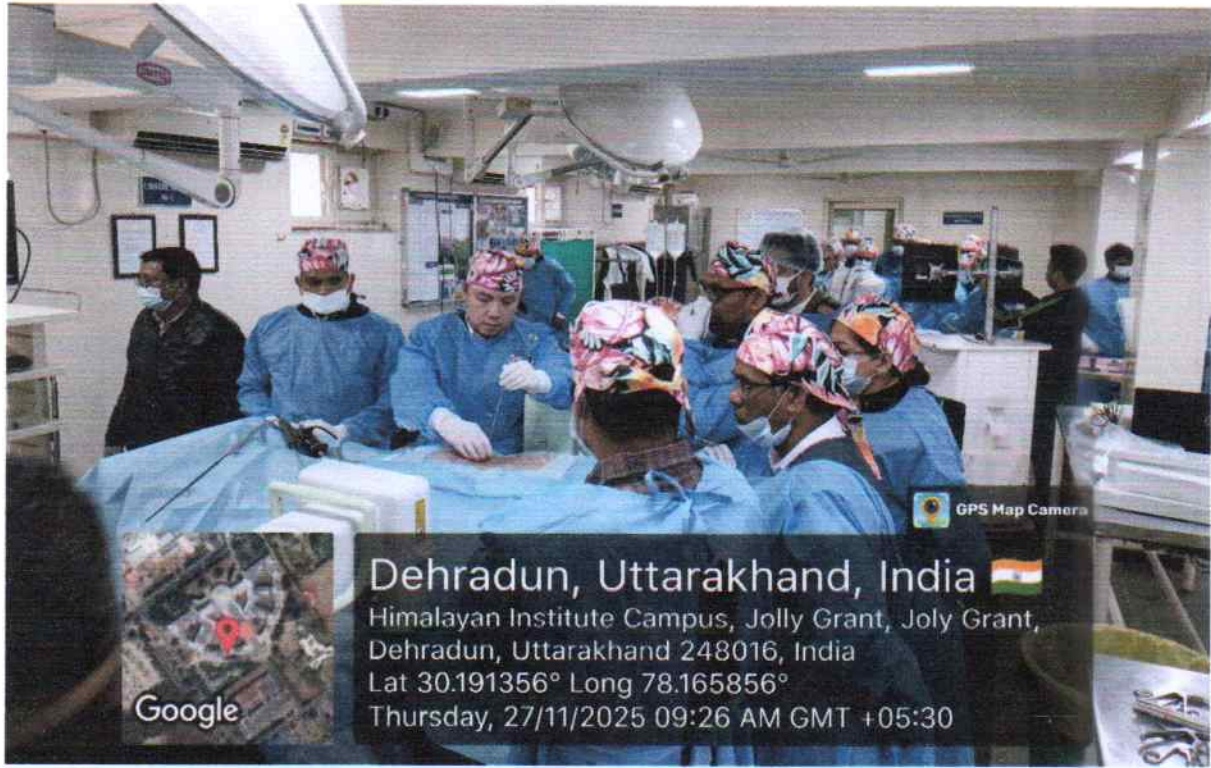 GPS Map Camera
Dehradun, Uttarakhand, India
Himalayan Institute Campus, Jolly Grant, Joly Grant,
Dehradun, Uttarakhand 248016, India
Lat 30.191356° Long 78.165856°
Thursday, 27/11/2025 09:26 AM GMT +05:30
Google